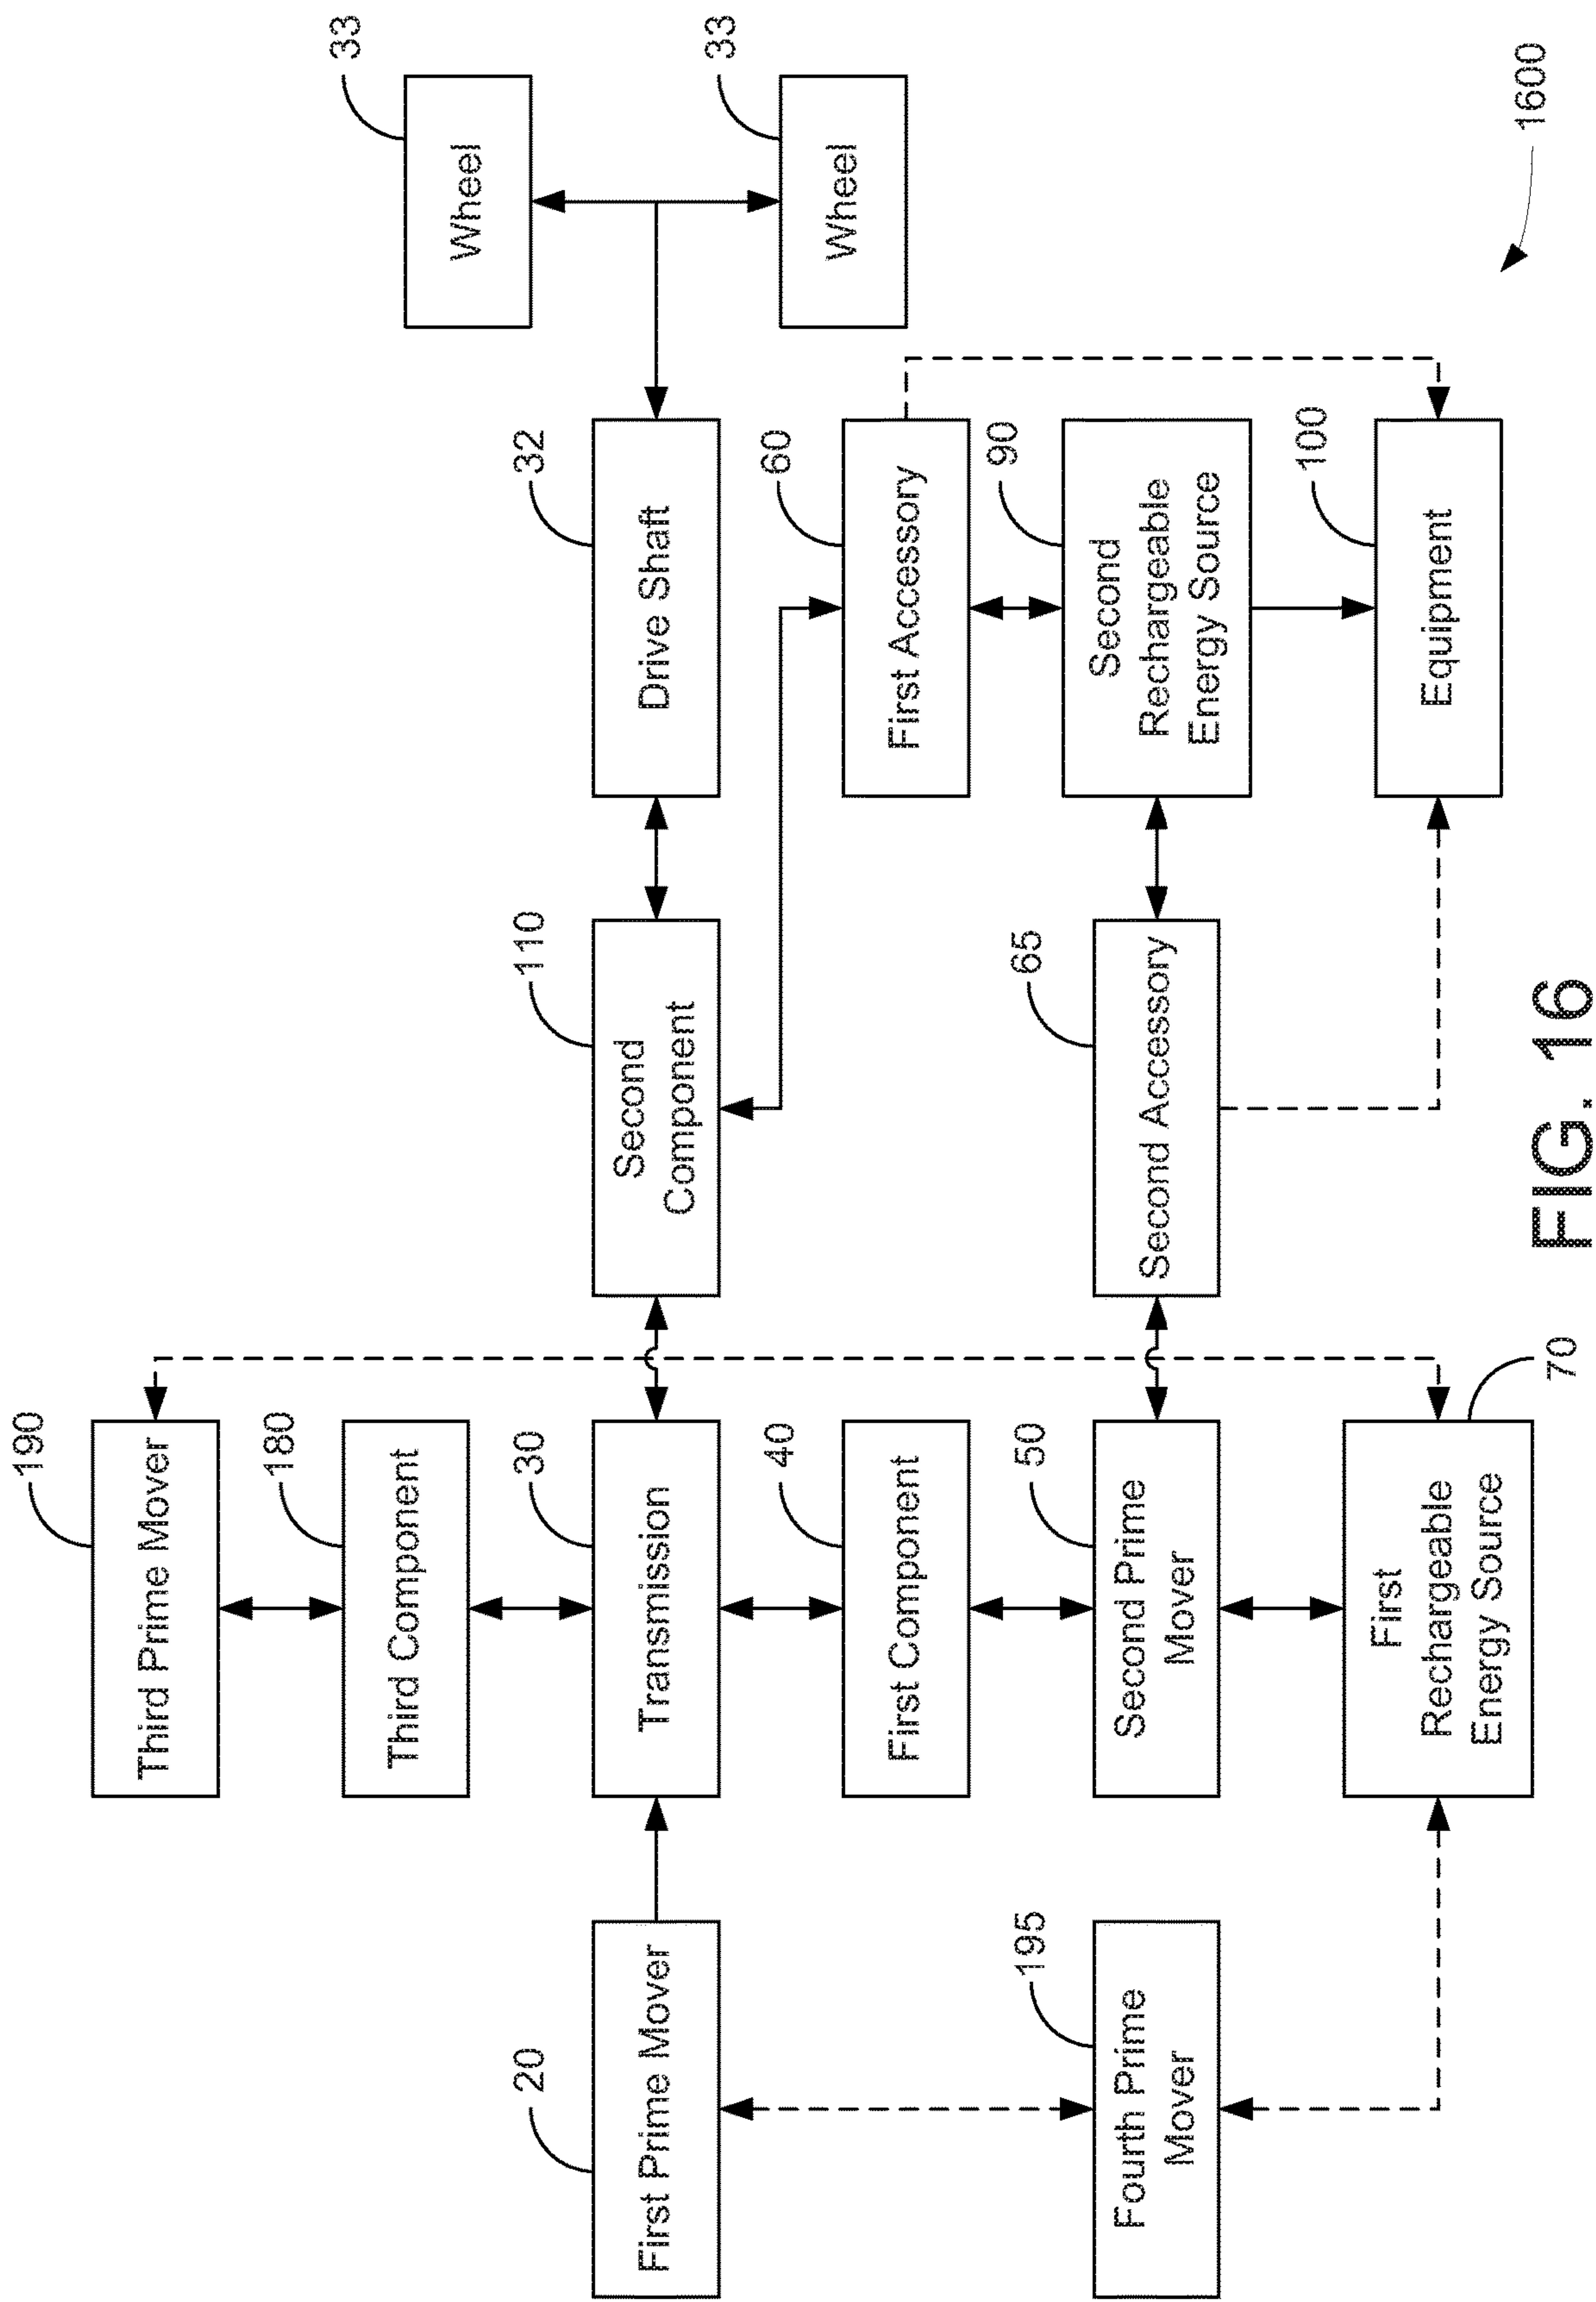 190
Third Prime Mover
180
Third Component
33
Wheel
20
First Prime Mover
30
Transmission
110
Second
Component
32
Drive Shaft
33
Wheel
40
First Component
60
First Accessory
195
Fourth Prime
Mover
50
Second Prime
Mover
65
Second Accessory
90
Second
Rechargeable
Energy Source
First
Rechargeable
Energy Source
70
100
Equipment
1600
FIG. 16